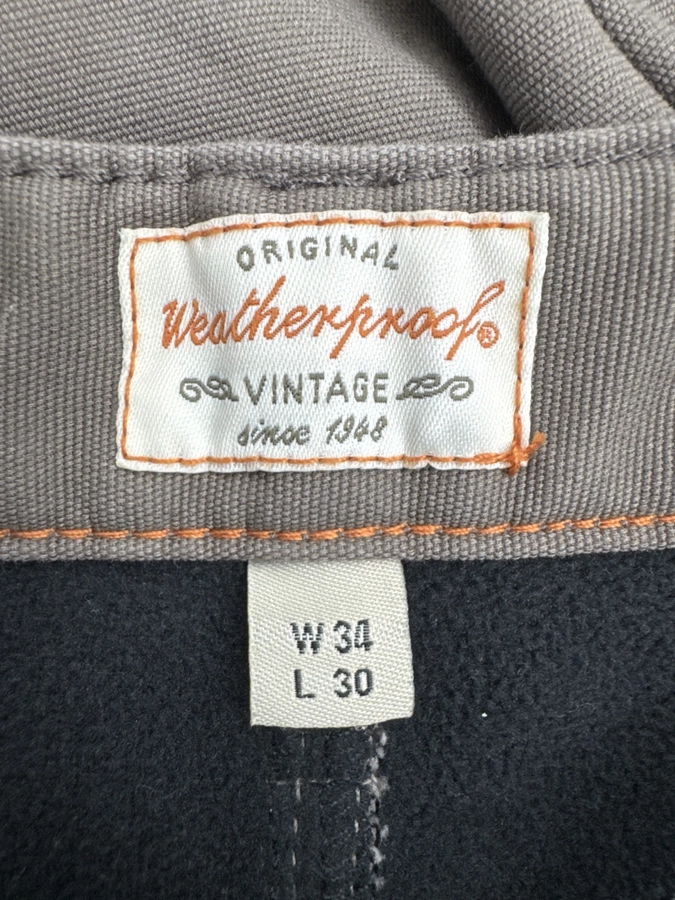 ORIGINAL
Weatherproof®
VINTAGE
since 1948
W 34
L 30